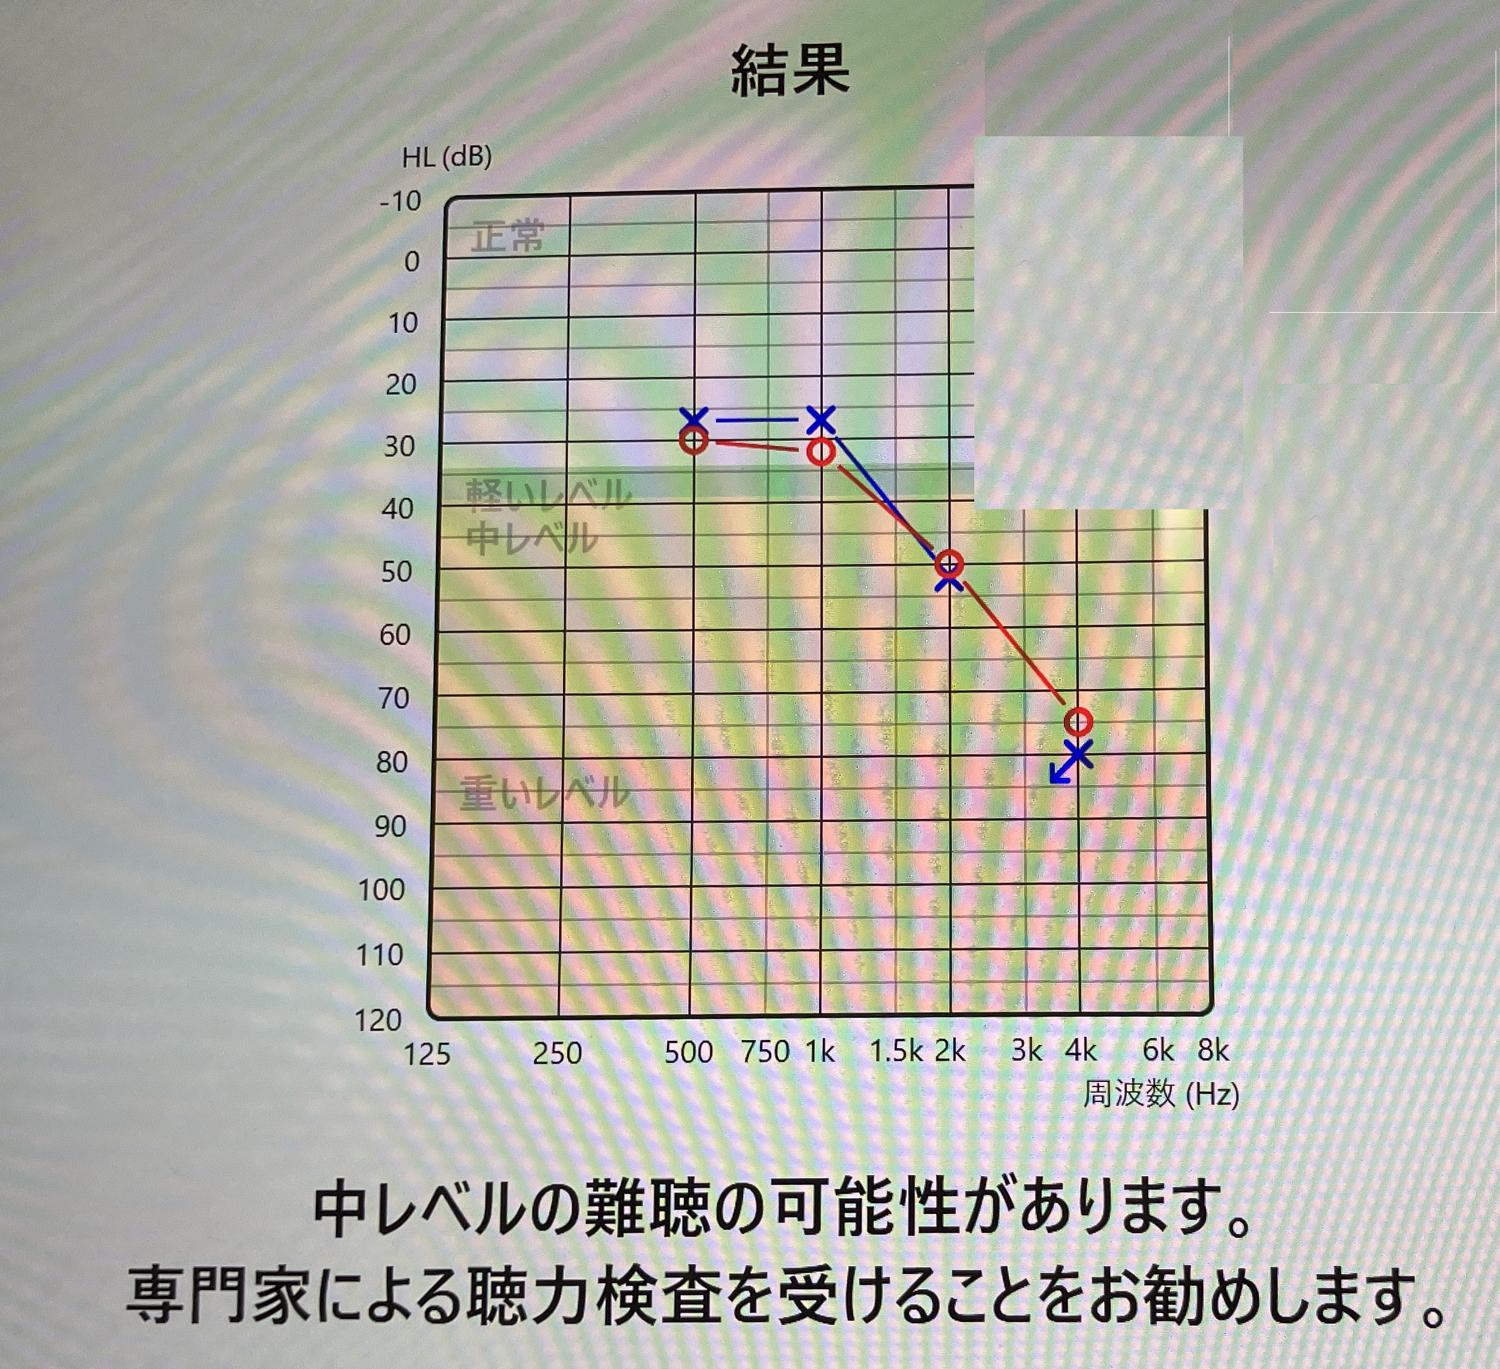 結果
HL (dB)
-10
正常
0
10
20
30
軽いレベル
40
中レベル
50
60
70
80
重いレベル
90
100
110
120
125 250 500 750 1k 1.5k 2k 3k 4k 6k 8k
周波数 (Hz)
中レベルの難聴の可能性があります。
専門家による聴力検査を受けることをお勧めします。